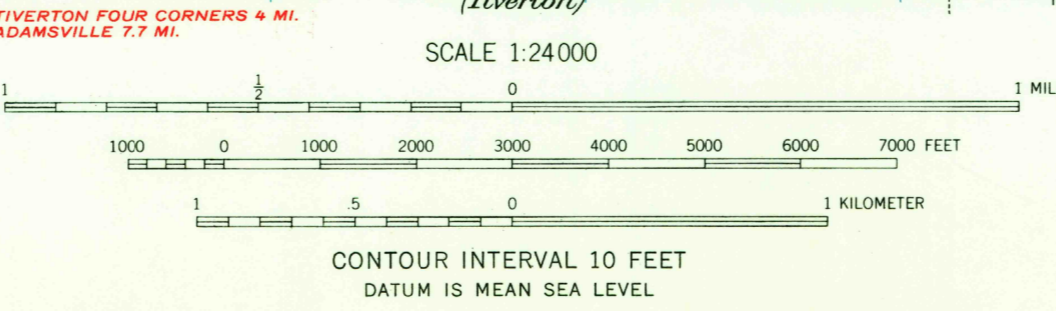 (Tiverton)
TIVERTON FOUR CORNERS 4 MI.
ADAMSVILLE 7.7 MI.
SCALE 1:24000
1 1/2 0 1 MIL
1000 0 1000 2000 3000 4000 5000 6000 7000 FEET
1 .5 0 1 KILOMETER
CONTOUR INTERVAL 10 FEET
DATUM IS MEAN SEA LEVEL